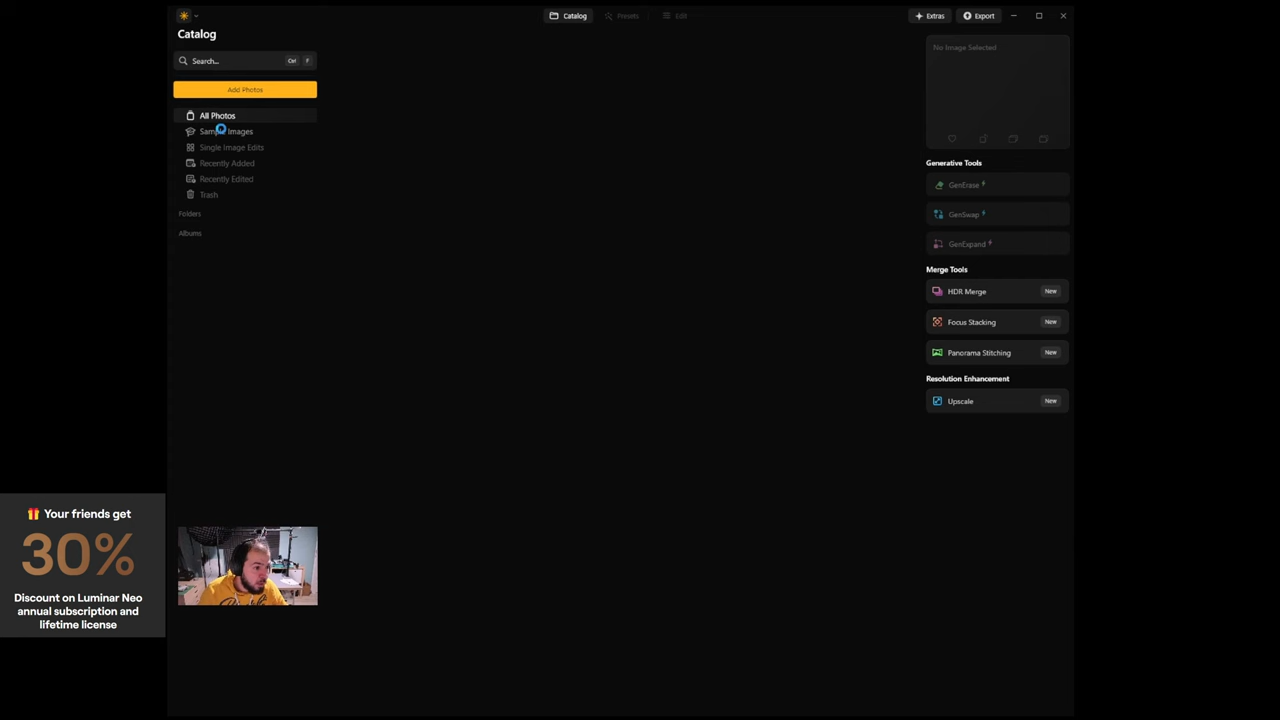 Catalog
Presets
Edit
Extras
Export
Catalog
Search...
Ctrl
F
Add Photos
All Photos
Sample Images
Single Image Edits
Recently Added
Recently Edited
Trash
Folders
Albums
No Image Selected
Generative Tools
GenErase
GenSwap
GenExpand
Merge Tools
HDR Merge
New
Focus Stacking
New
Panorama Stitching
New
Resolution Enhancement
Upscale
New
Your friends get
30%
Discount on Luminar Neo
annual subscription and
lifetime license